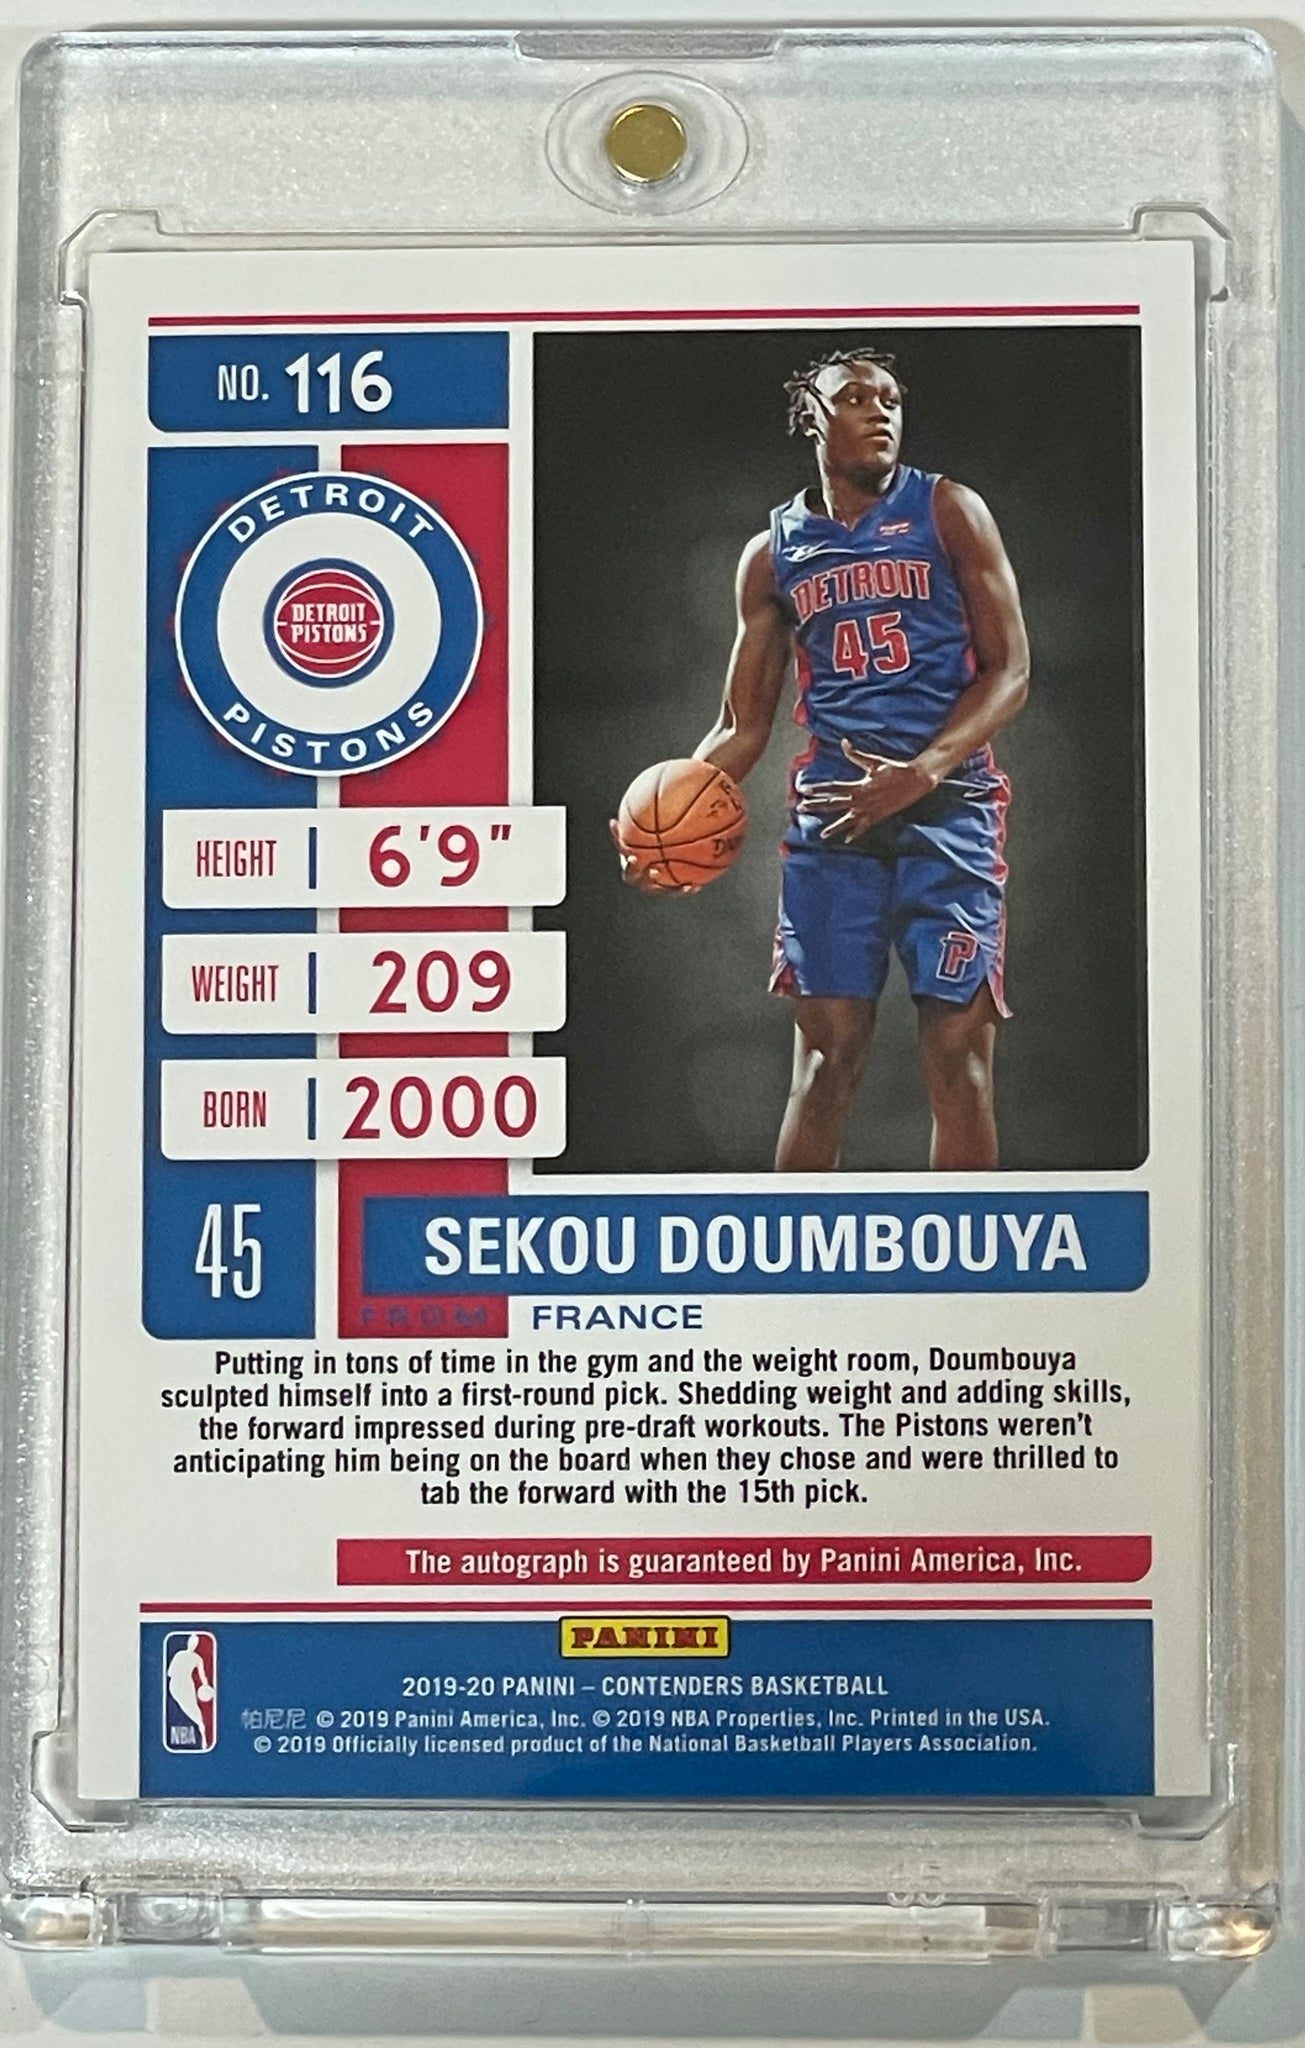 NO. 116
DETROIT
DETROIT
PISTONS
PISTONS
HEIGHT 6'9"
WEIGHT 209
BORN 2000
DETROIT
45
P
45
SEKOU DOUMBOUYA
FROM FRANCE
Putting in tons of time in the gym and the weight room, Doumbouya
sculpted himself into a first-round pick. Shedding weight and adding skills,
the forward impressed during pre-draft workouts. The Pistons weren't
anticipating him being on the board when they chose and were thrilled to
tab the forward with the 15th pick.
The autograph is guaranteed by Panini America, Inc.
PANINI
NBA
2019-20 PANINI – CONTENDERS BASKETBALL
帕尼尼 © 2019 Panini America, Inc. © 2019 NBA Properties, Inc. Printed in the USA.
© 2019 Officially licensed product of the National Basketball Players Association.